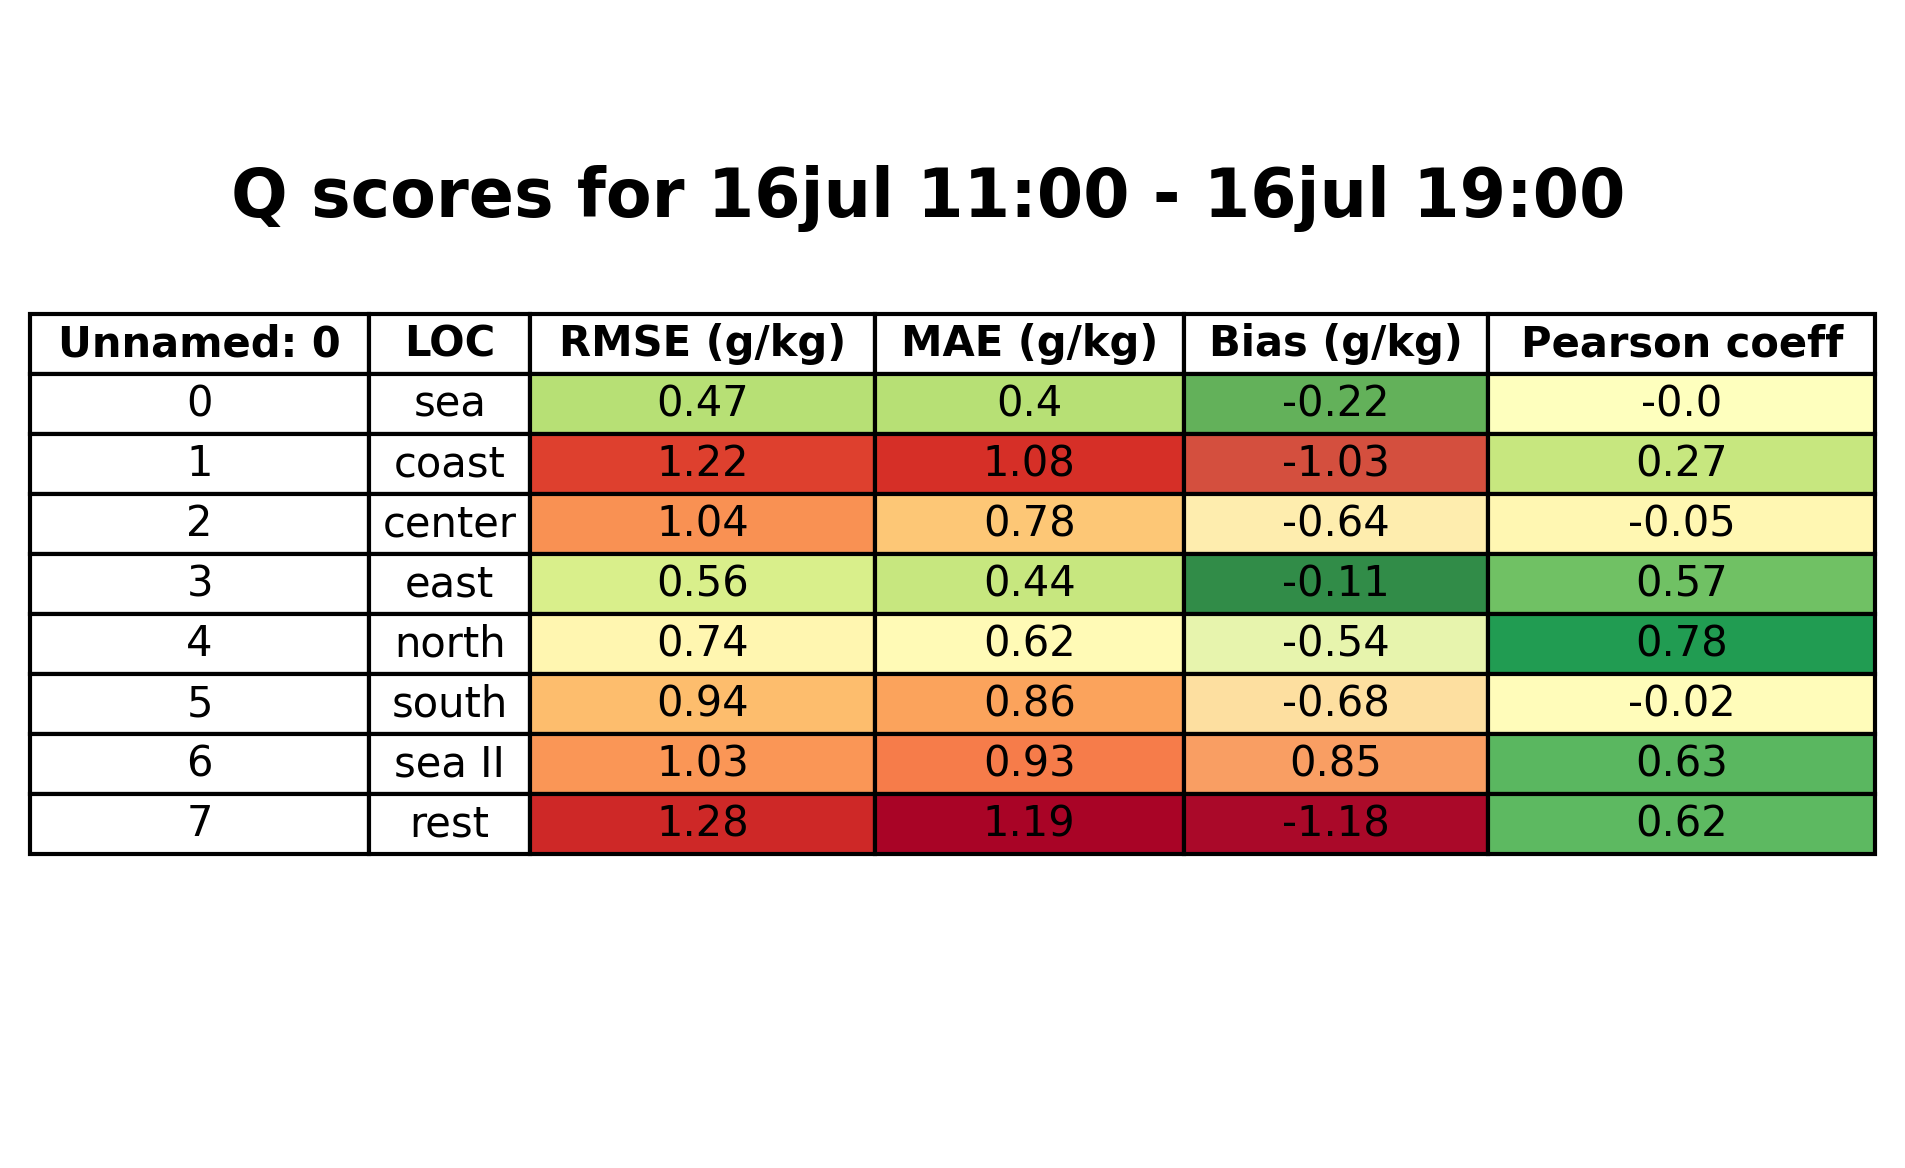 Q scores for 16jul 11:00 - 16jul 19:00
Unnamed: 0 LOC RMSE (g/kg) MAE (g/kg) Bias (g/kg) Pearson coeff
0 sea 0.47 0.4 -0.22 -0.0
1 coast 1.22 1.08 -1.03 0.27
2 center 1.04 0.78 -0.64 -0.05
3 east 0.56 0.44 -0.11 0.57
4 north 0.74 0.62 -0.54 0.78
5 south 0.94 0.86 -0.68 -0.02
6 sea II 1.03 0.93 0.85 0.63
7 rest 1.28 1.19 -1.18 0.62